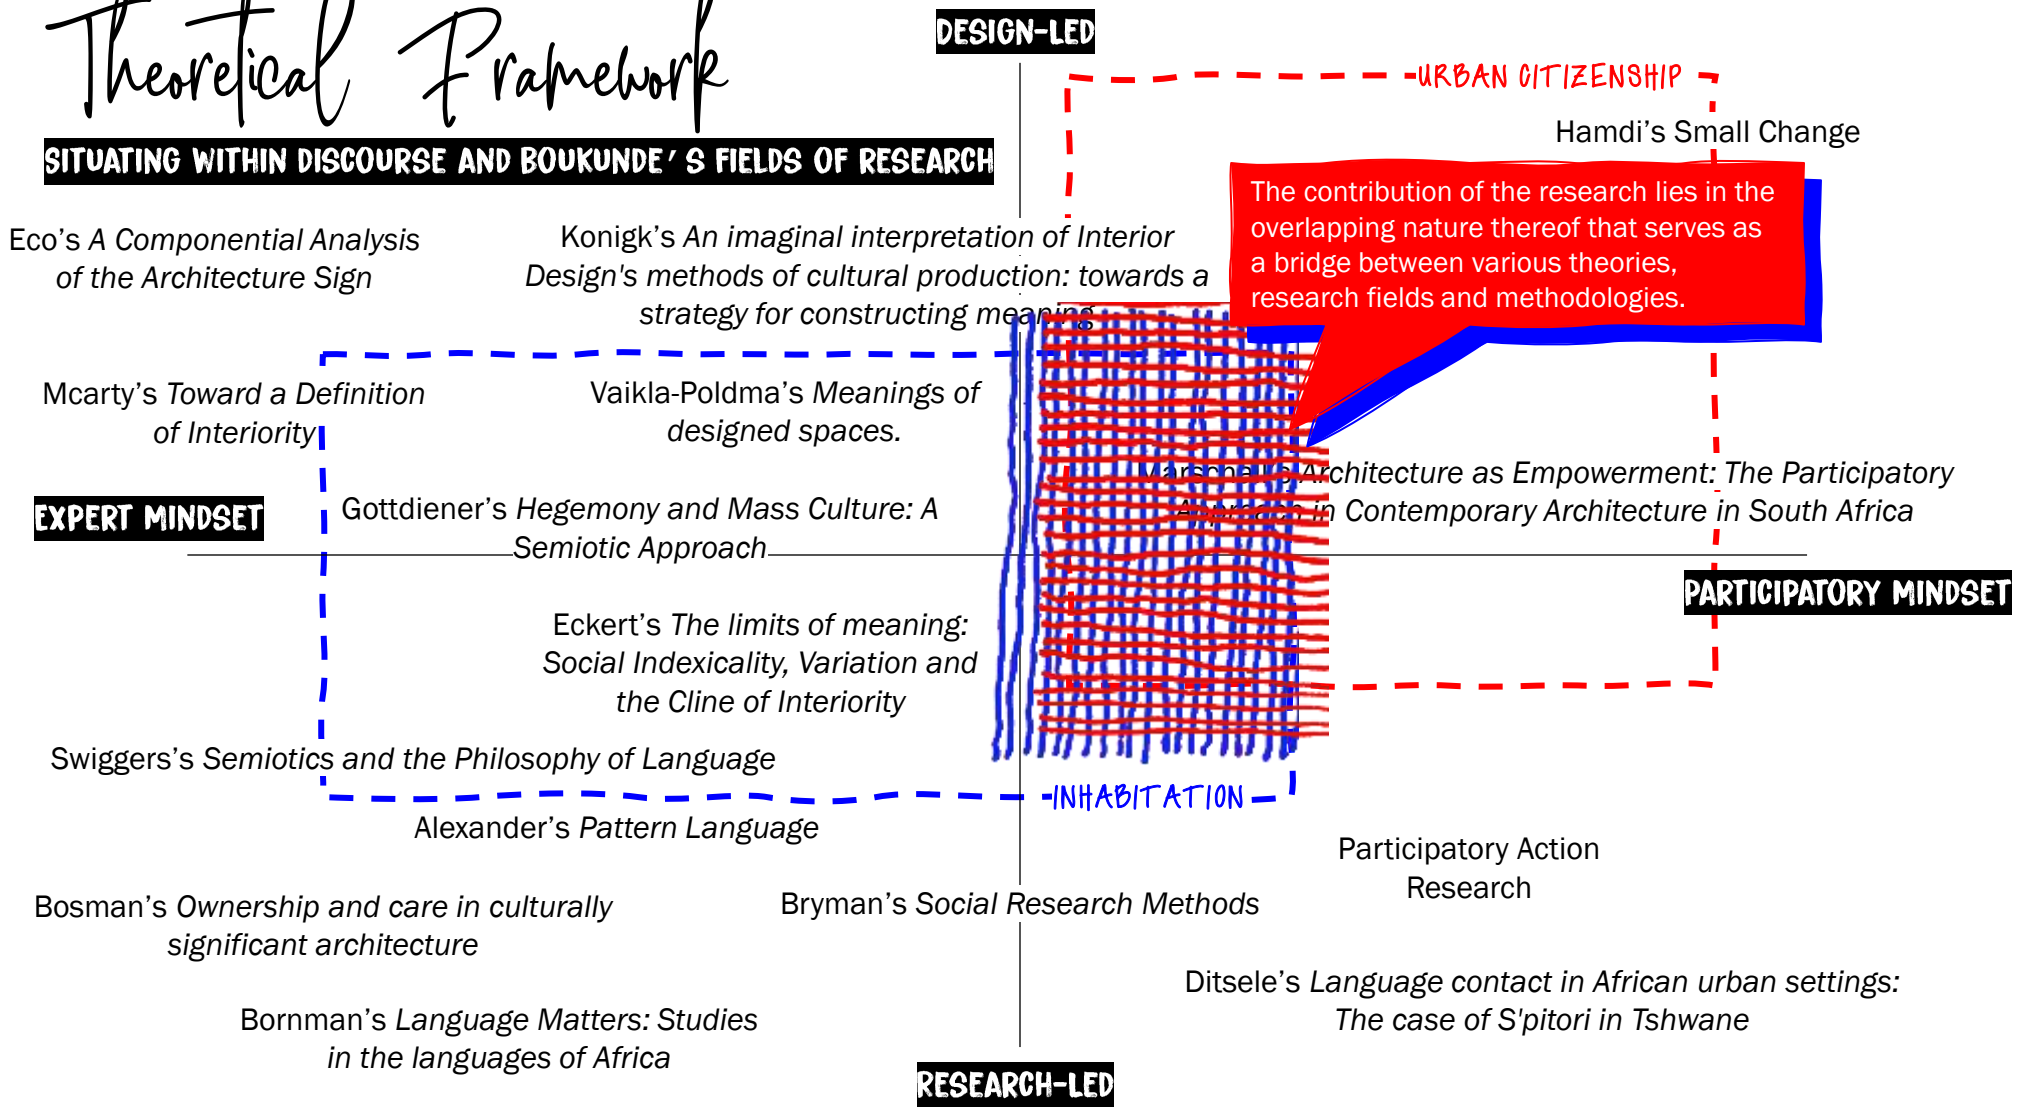 Theoretical Framework
SITUATING WITHIN DISCOURSE AND BOUKUNDE'S FIELDS OF RESEARCH
DESIGN-LED
URBAN CITIZENSHIP
Hamdi's Small Change
The contribution of the research lies in the
overlapping nature thereof that serves as
a bridge between various theories,
research fields and methodologies.
Eco's A Componential Analysis
of the Architecture Sign
Konigk's An imaginal interpretation of Interior
Design's methods of cultural production: towards a
strategy for constructing meaning
Mcarty's Toward a Definition
of Interiority
Vaikla-Poldma's Meanings of
designed spaces.
Marschall's Architecture as Empowerment: The Participatory
Approach in Contemporary Architecture in South Africa
EXPERT MINDSET
Gottdiener's Hegemony and Mass Culture: A
Semiotic Approach
PARTICIPATORY MINDSET
Eckert's The limits of meaning:
Social Indexicality, Variation and
the Cline of Interiority
Swiggers's Semiotics and the Philosophy of Language
INHABITATION
Alexander's Pattern Language
Participatory Action
Research
Bosman's Ownership and care in culturally
significant architecture
Bryman's Social Research Methods
Ditsele's Language contact in African urban settings:
The case of S'pitori in Tshwane
Bornman's Language Matters: Studies
in the languages of Africa
RESEARCH-LED